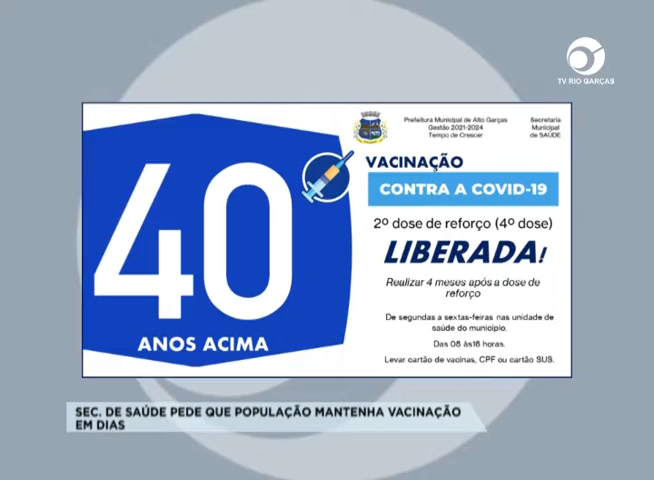 TV RIO GARÇAS
Prefeitura Municipal de Alto Garças
Gestão 2021-2024
Tempo de Crescer
Secretaria
Municipal
de SAÚDE
40
ANOS ACIMA
VACINAÇÃO
CONTRA A COVID-19
2º dose de reforço (4º dose)
LIBERADA!
Realizar 4 meses após a dose de
reforço
De segundas a sextas-feiras nas unidade de
saúde do município.
Das 08 às16 horas.
Levar cartão de vacinas, CPF ou cartão SUS.
SEC. DE SAÚDE PEDE QUE POPULAÇÃO MANTENHA VACINAÇÃO
EM DIAS